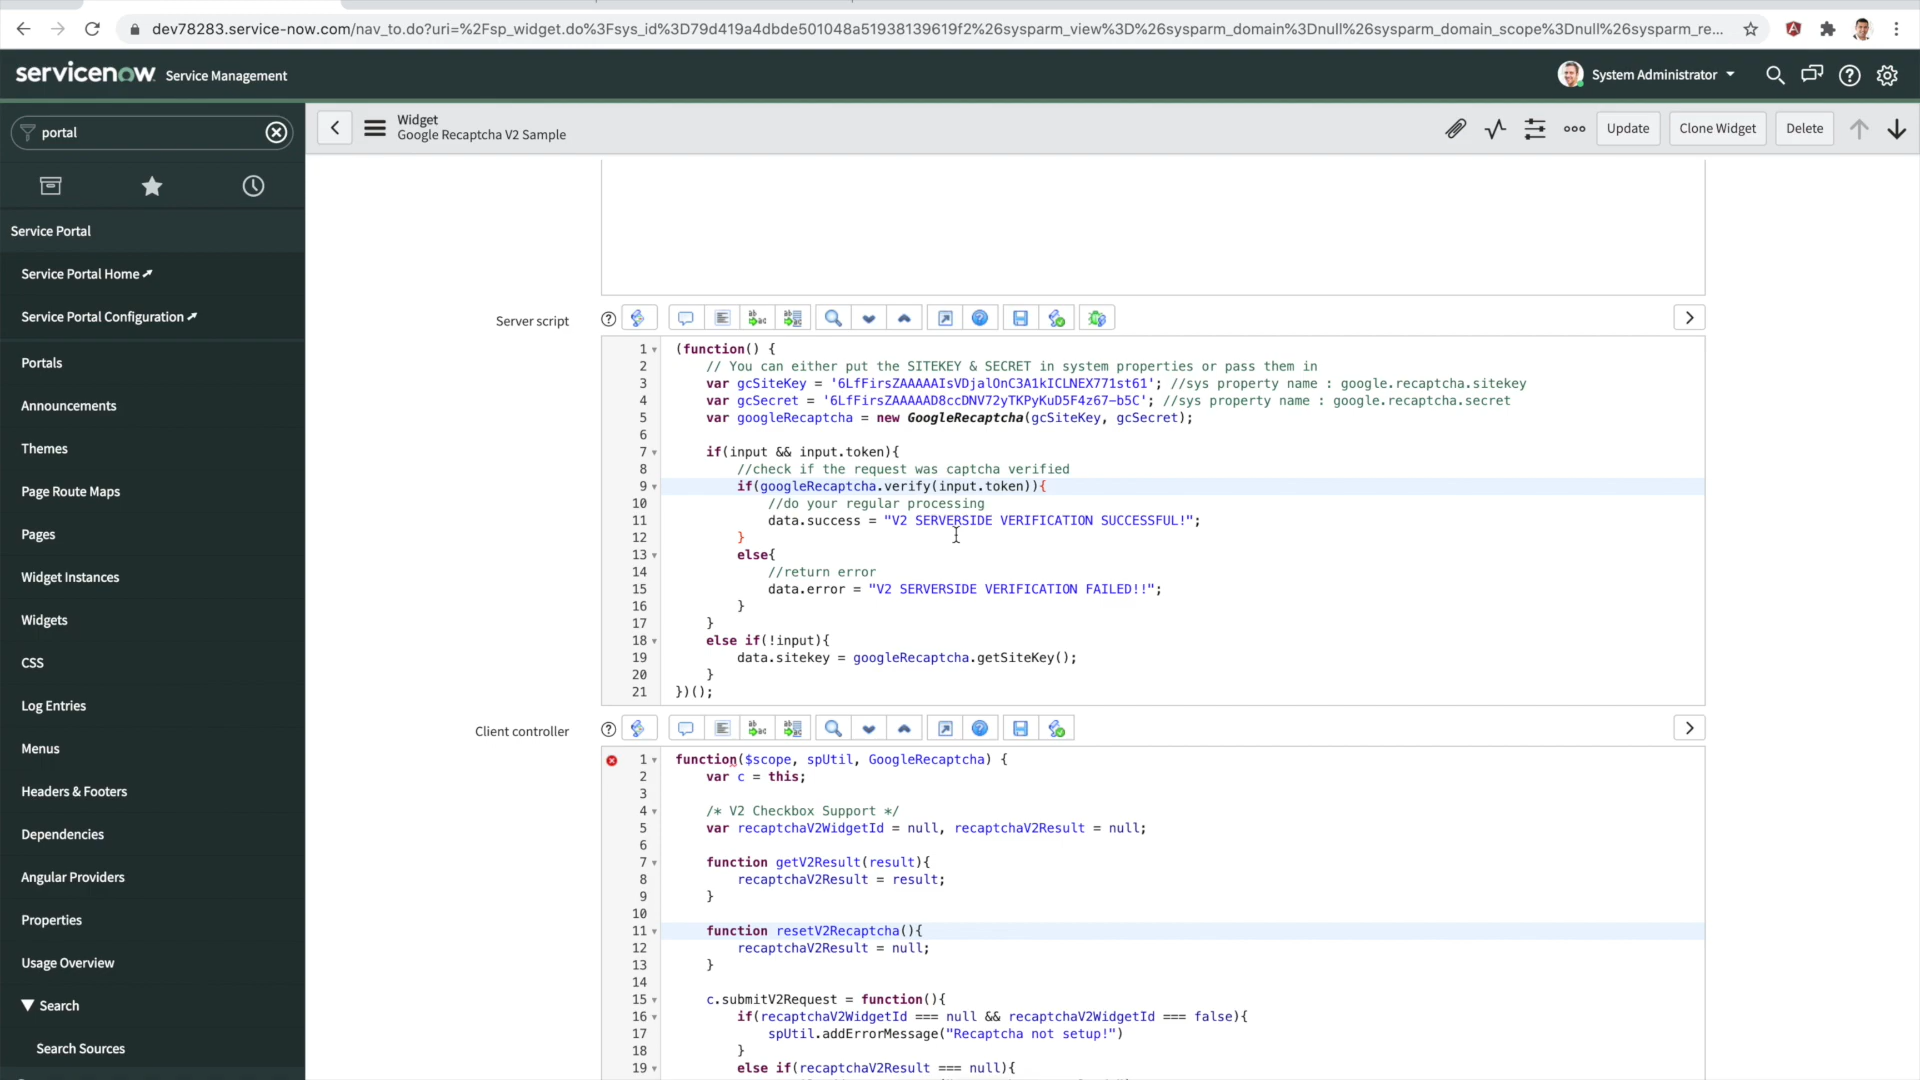 dev78283.service-now.com/nav_to.do?uri=%2Fsp_widget.do%3Fsys_id%3D79d419a4dbde501048a51938139619f2%26sysparm_view%3D%26sysparm_domain%3Dnull%26sysparm_domain_scope%3Dnull%26sysparm_re...
servicenow Service Management
System Administrator
portal
Widget
Google Recaptcha V2 Sample
Update
Clone Widget
Delete
Service Portal
Service Portal Home
Service Portal Configuration
Portals
Announcements
Themes
Page Route Maps
Pages
Widget Instances
Widgets
CSS
Log Entries
Menus
Headers & Footers
Dependencies
Angular Providers
Properties
Usage Overview
Search
Search Sources
Server script
1 (function() {
2 // You can either put the SITEKEY & SECRET in system properties or pass them in
3 var gcSiteKey = '6LfFirsZAAAAAIsVDjalOnC3A1kICLNEX771st61'; //sys property name : google.recaptcha.sitekey
4 var gcSecret = '6LfFirsZAAAAAD8ccDNV72yTKPyKuD5F4z67-b5C'; //sys property name : google.recaptcha.secret
5 var googleRecaptcha = new GoogleRecaptcha(gcSiteKey, gcSecret);
6
7 if(input && input.token){
8 //check if the request was captcha verified
9 if(googleRecaptcha.verify(input.token)){
10 //do your regular processing
11 data.success = "V2 SERVERSIDE VERIFICATION SUCCESSFUL!";
12 }
13 else{
14 //return error
15 data.error = "V2 SERVERSIDE VERIFICATION FAILED!!";
16 }
17 }
18 else if(!input){
19 data.sitekey = googleRecaptcha.getSiteKey();
20 }
21 })();
Client controller
1 function($scope, spUtil, GoogleRecaptcha) {
2 var c = this;
3
4 /* V2 Checkbox Support */
5 var recaptchaV2WidgetId = null, recaptchaV2Result = null;
6
7 function getV2Result(result){
8 recaptchaV2Result = result;
9 }
10
11 function resetV2Recaptcha(){
12 recaptchaV2Result = null;
13 }
14
15 c.submitV2Request = function(){
16 if(recaptchaV2WidgetId === null && recaptchaV2WidgetId === false){
17 spUtil.addErrorMessage("Recaptcha not setup!")
18 }
19 else if(recaptchaV2Result === null){